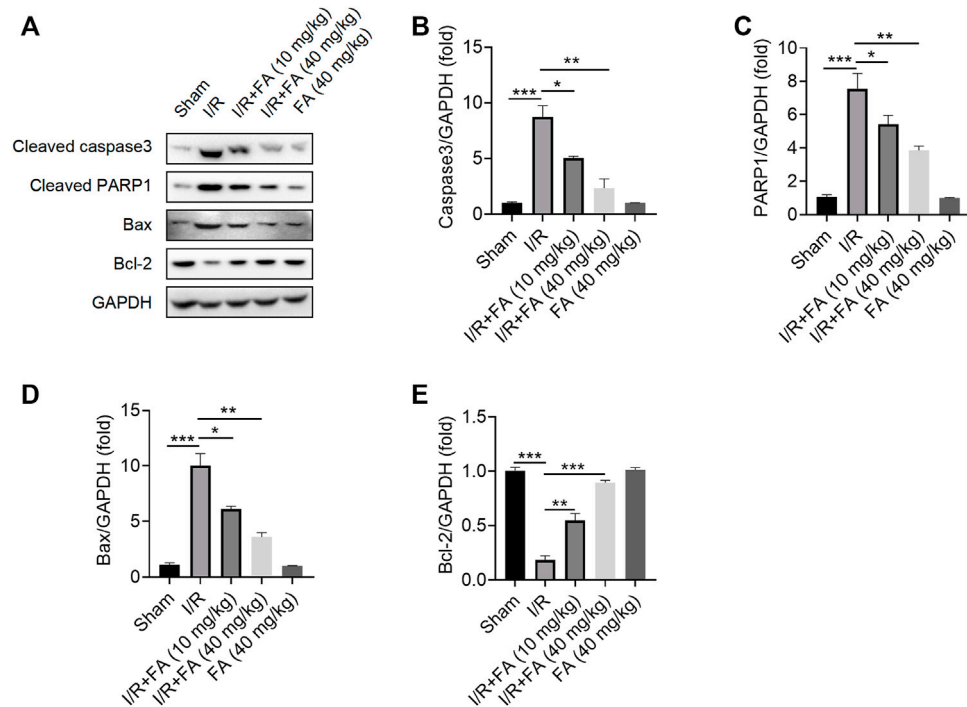 A
Sham
I/R
I/R+FA (10 mg/kg)
I/R+FA (40 mg/kg)
FA (40 mg/kg)
Cleaved caspase3
Cleaved PARP1
Bax
Bcl-2
GAPDH
B
Caspase3/GAPDH (fold)
15
10
5
0
***
*
**
Sham
I/R
I/R+FA (10 mg/kg)
I/R+FA (40 mg/kg)
FA (40 mg/kg)
C
PARP1/GAPDH (fold)
10
8
6
4
2
0
***
*
**
Sham
I/R
I/R+FA (10 mg/kg)
I/R+FA (40 mg/kg)
FA (40 mg/kg)
D
Bax/GAPDH (fold)
15
10
5
0
***
*
**
Sham
I/R
I/R+FA (10 mg/kg)
I/R+FA (40 mg/kg)
FA (40 mg/kg)
E
Bcl-2/GAPDH (fold)
1.5
1.0
0.5
0.0
***
***
**
Sham
I/R
I/R+FA (10 mg/kg)
I/R+FA (40 mg/kg)
FA (40 mg/kg)